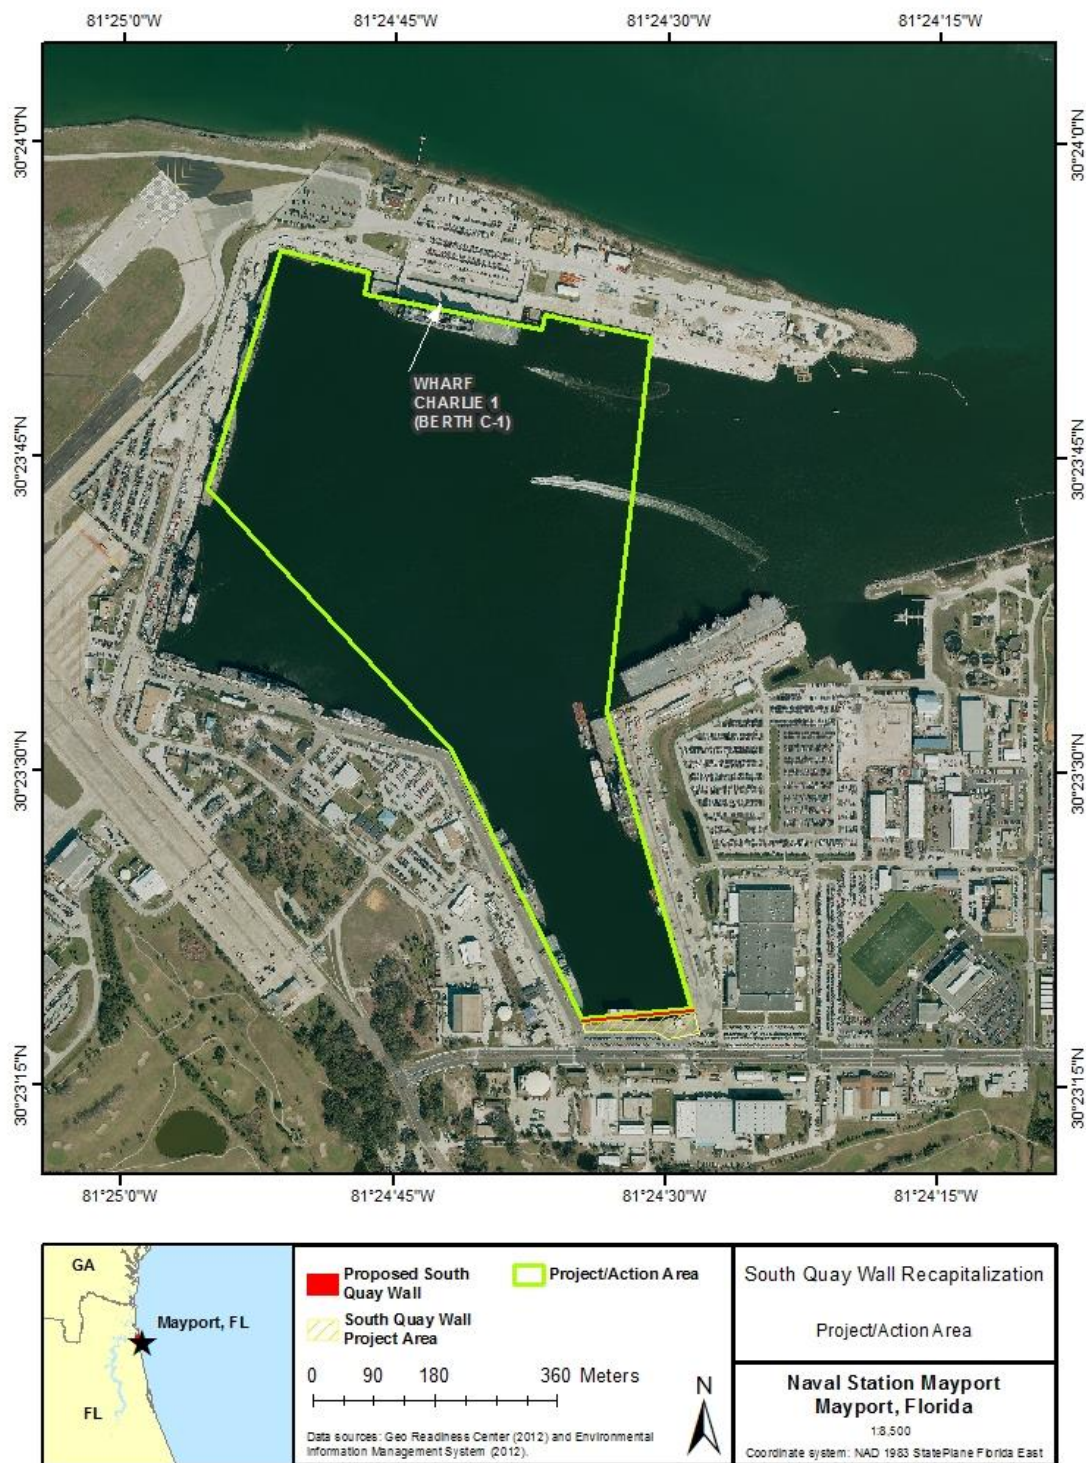 81°25'0"W 81°24'45"W 81°24'30"W 81°24'15"W
30°24'0"N 30°24'0"N
WHARF
CHARLIE 1
(BERTH C-1)
30°23'45"N 30°23'45"N
30°23'30"N 30°23'30"N
30°23'15"N 30°23'15"N
81°25'0"W 81°24'45"W 81°24'30"W 81°24'15"W
GA
Mayport, FL
FL
Proposed South
Quay Wall
Project/Action Area
South Quay Wall
Project Area
0 90 180 360 Meters
N
Data sources: Geo Readiness Center (2012) and Environmental
Information Management System (2012).
South Quay Wall Recapitalization
Project/Action Area
Naval Station Mayport
Mayport, Florida
1:8,500
Coordinate system: NAD 1983 StatePlane Florida East